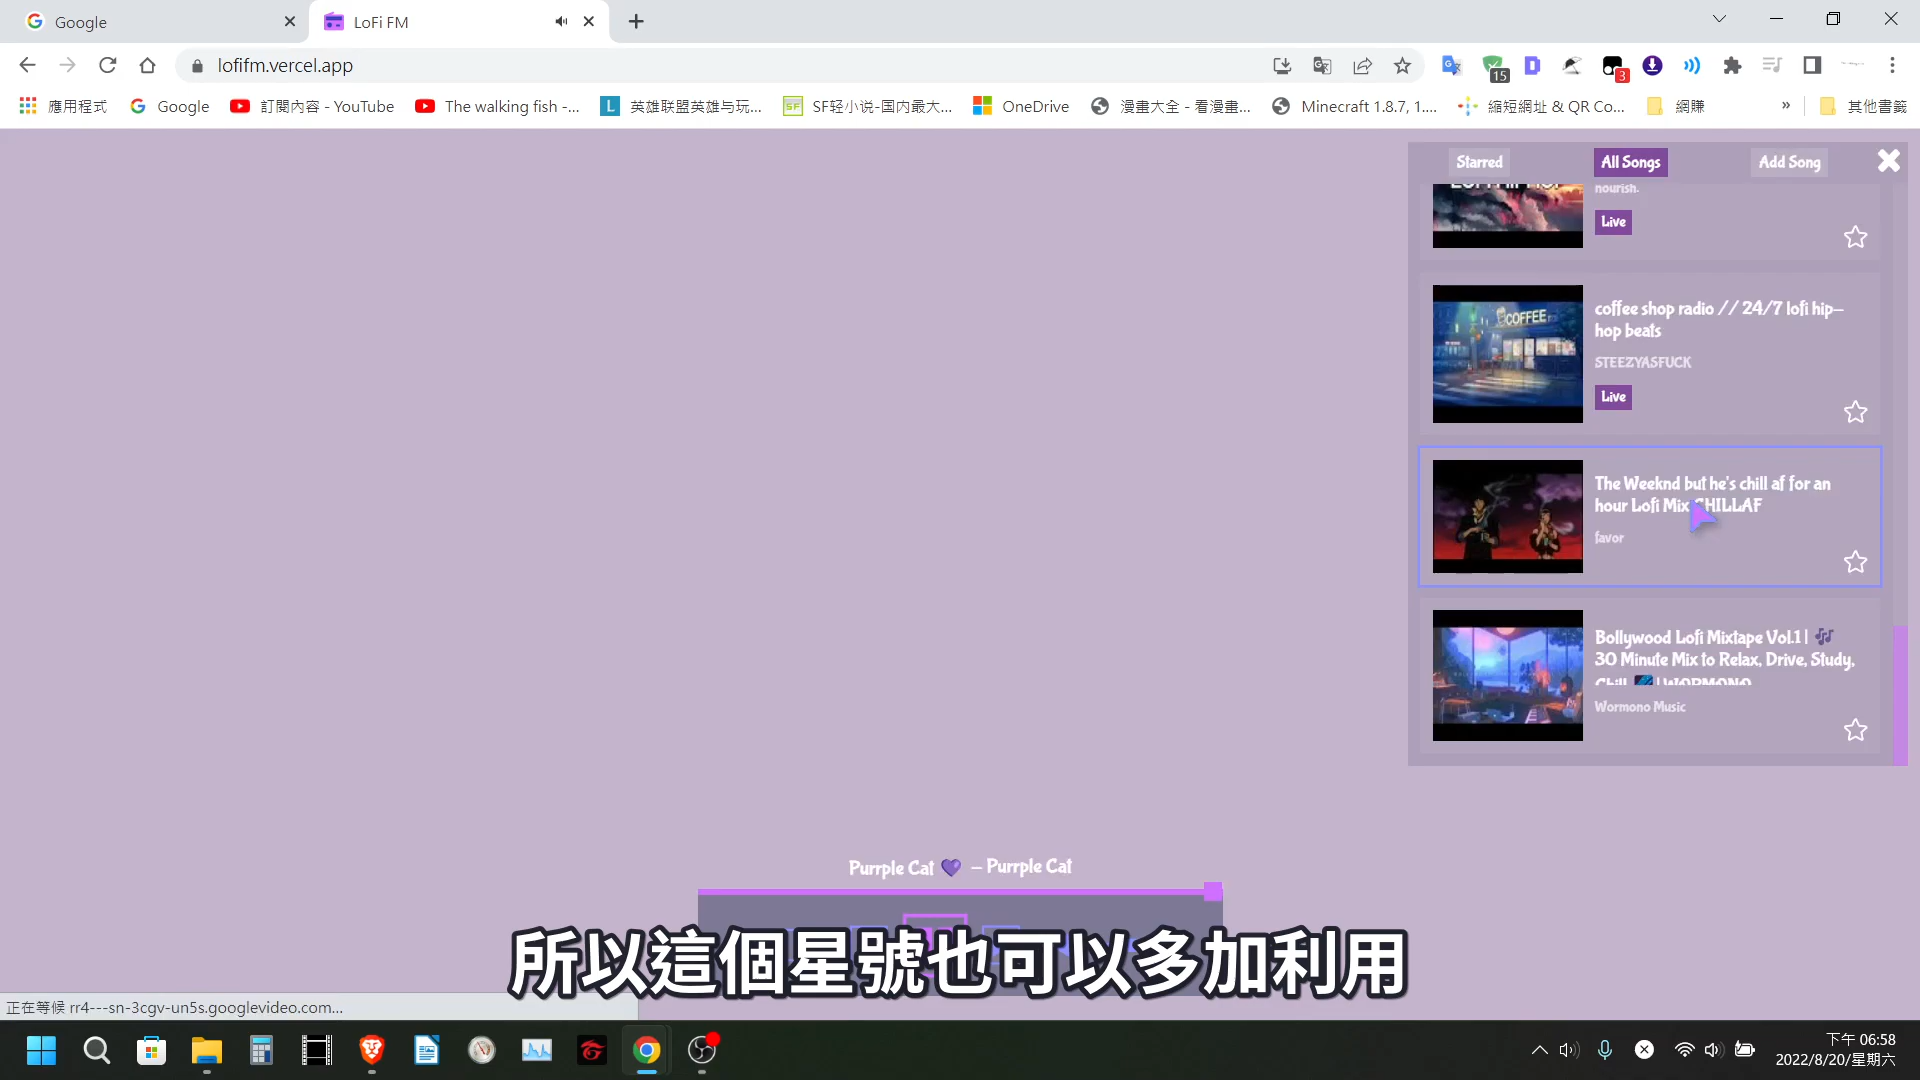 Google
LoFi FM
lofifm.vercel.app
15
3
應用程式
Google
訂閱內容 - YouTube
The walking fish -...
L
英雄联盟英雄与玩...
SF
SF轻小说-国内最大...
OneDrive
漫畫大全 - 看漫畫...
Minecraft 1.8.7, 1....
縮短網址 & QR Co...
網賺
»
其他書籤
Starred
All Songs
Add Song
nourish.
Live
COFFEE
coffee shop radio // 24/7 lofi hip-
hop beats
STEEZYASFUCK
Live
The Weeknd but he's chill af for an
hour Lofi Mix CHILLAF
favor
Bollywood Lofi Mixtape Vol.1 | 🎶
30 Minute Mix to Relax, Drive, Study,
Chill 🌌 | WORMONO
Wormono Music
Purrple Cat 💜 - Purrple Cat
所以這個星號也可以多加利用
正在等候 rr4---sn-3cgv-un5s.googlevideo.com...
下午 06:58
2022/8/20/星期六